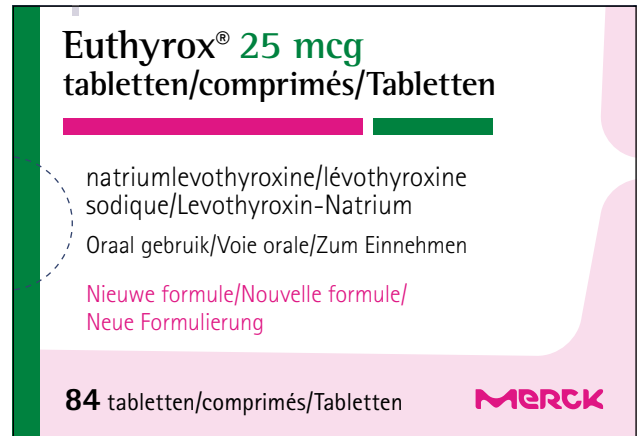 Euthyrox® 25 mcg
tabletten/comprimés/Tabletten
natriumlevothyroxine/lévothyroxine
sodique/Levothyroxin-Natrium
Oraal gebruik/Voie orale/Zum Einnehmen
Nieuwe formule/Nouvelle formule/
Neue Formulierung
84 tabletten/comprimés/Tabletten
MERCK